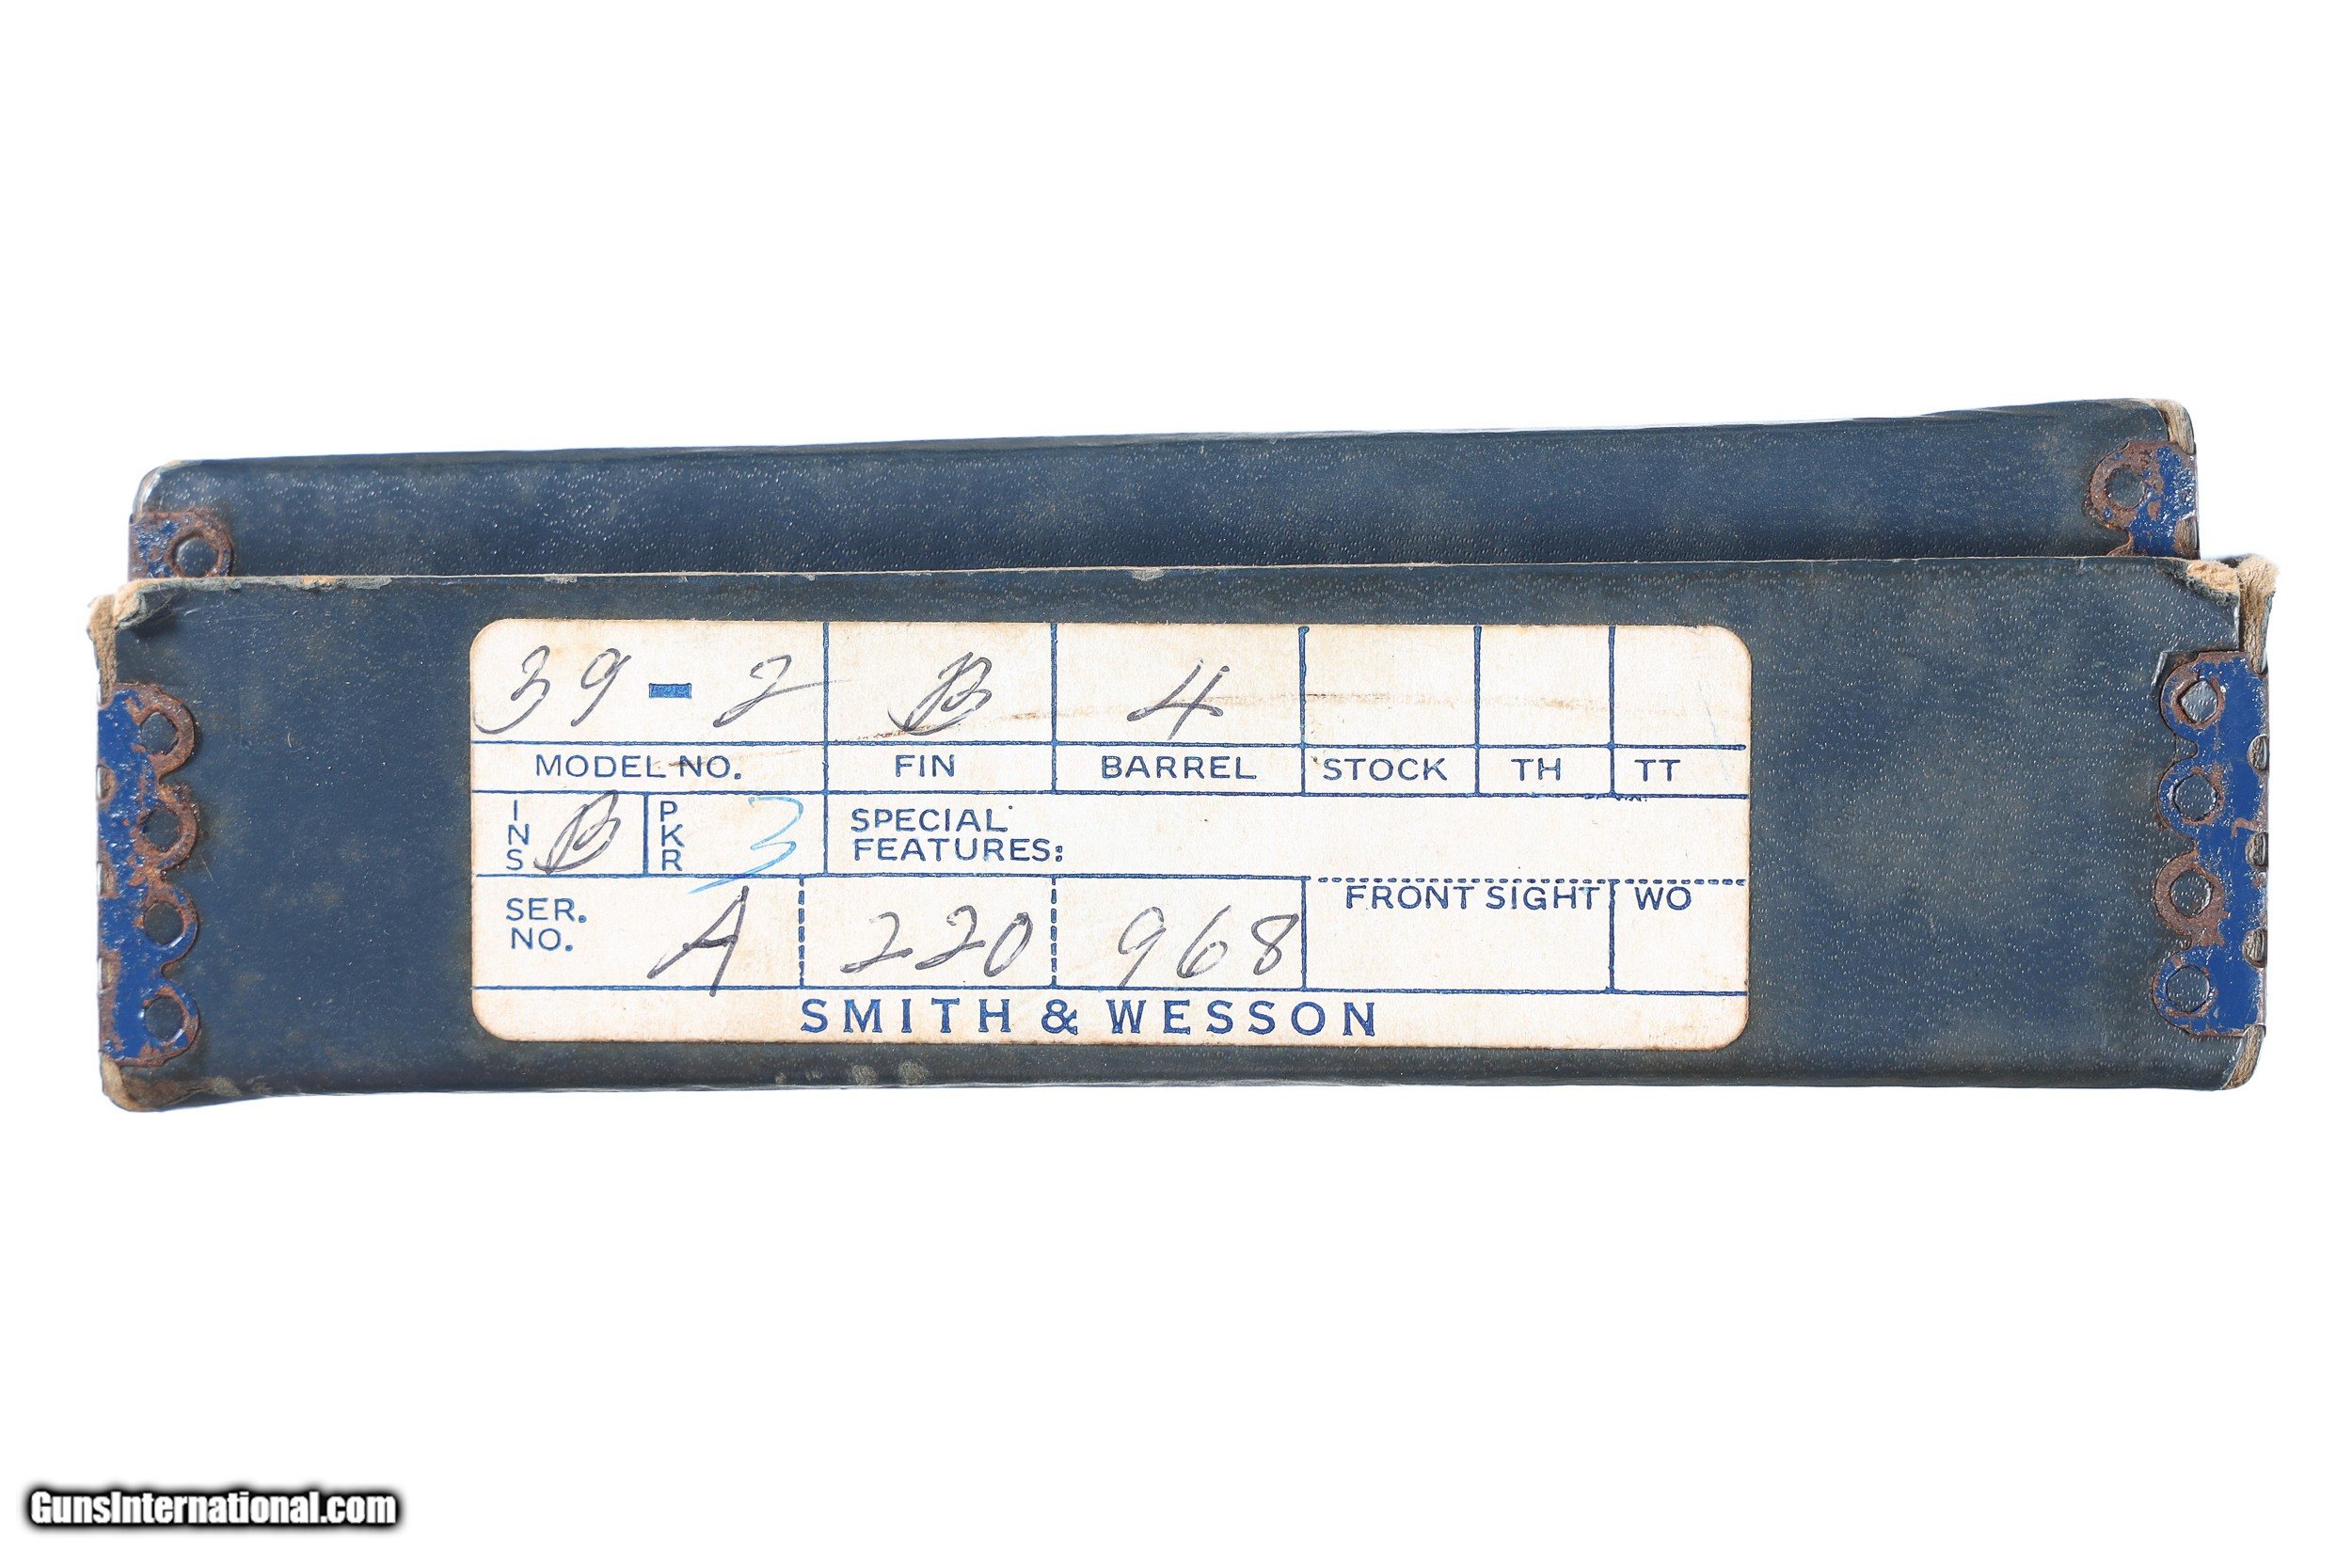 39-2 B 4
MODEL NO. FIN BARREL STOCK TH TT
INS B PKR 3 SPECIAL FEATURES:
FRONT SIGHT WO
SER. NO. A 220 968
SMITH & WESSON
GunsInternational.com